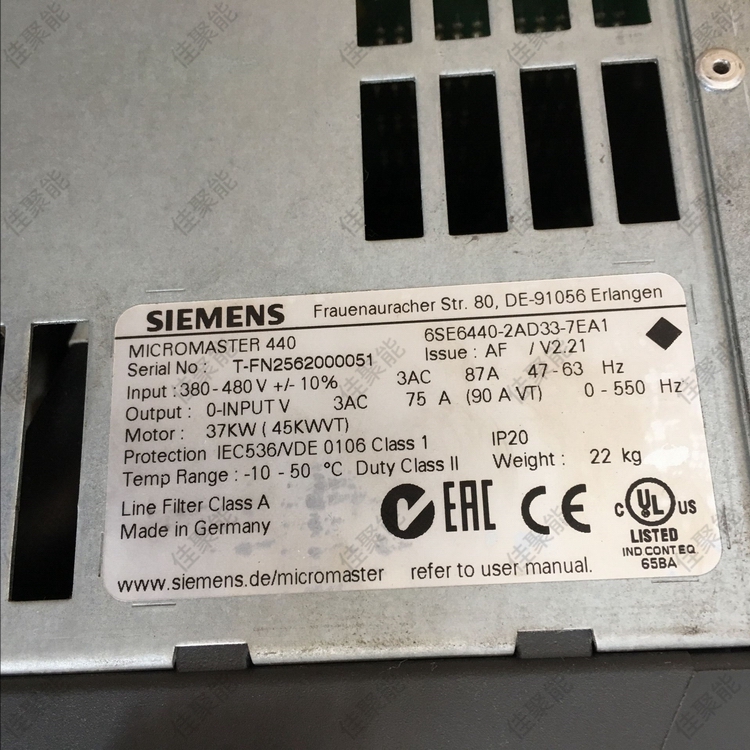 SIEMENS Frauenauracher Str. 80, DE-91056 Erlangen
MICROMASTER 440 6SE6440-2AD33-7EA1
Serial No : T-FN2562000051 Issue : AF / V2.21
Input : 380-480 V +/- 10% 3AC 87A 47-63 Hz
Output : 0-INPUT V 3AC 75 A (90 A VT) 0 - 550 Hz
Motor : 37KW ( 45KWVT)
Protection IEC536/VDE 0106 Class 1 IP20
Temp Range : -10 - 50 °C Duty Class II Weight : 22 kg
Line Filter Class A
Made in Germany
EAC CE
C UL US
LISTED
IND CONT EQ
65BA
www.siemens.de/micromaster refer to user manual.
佳聚能